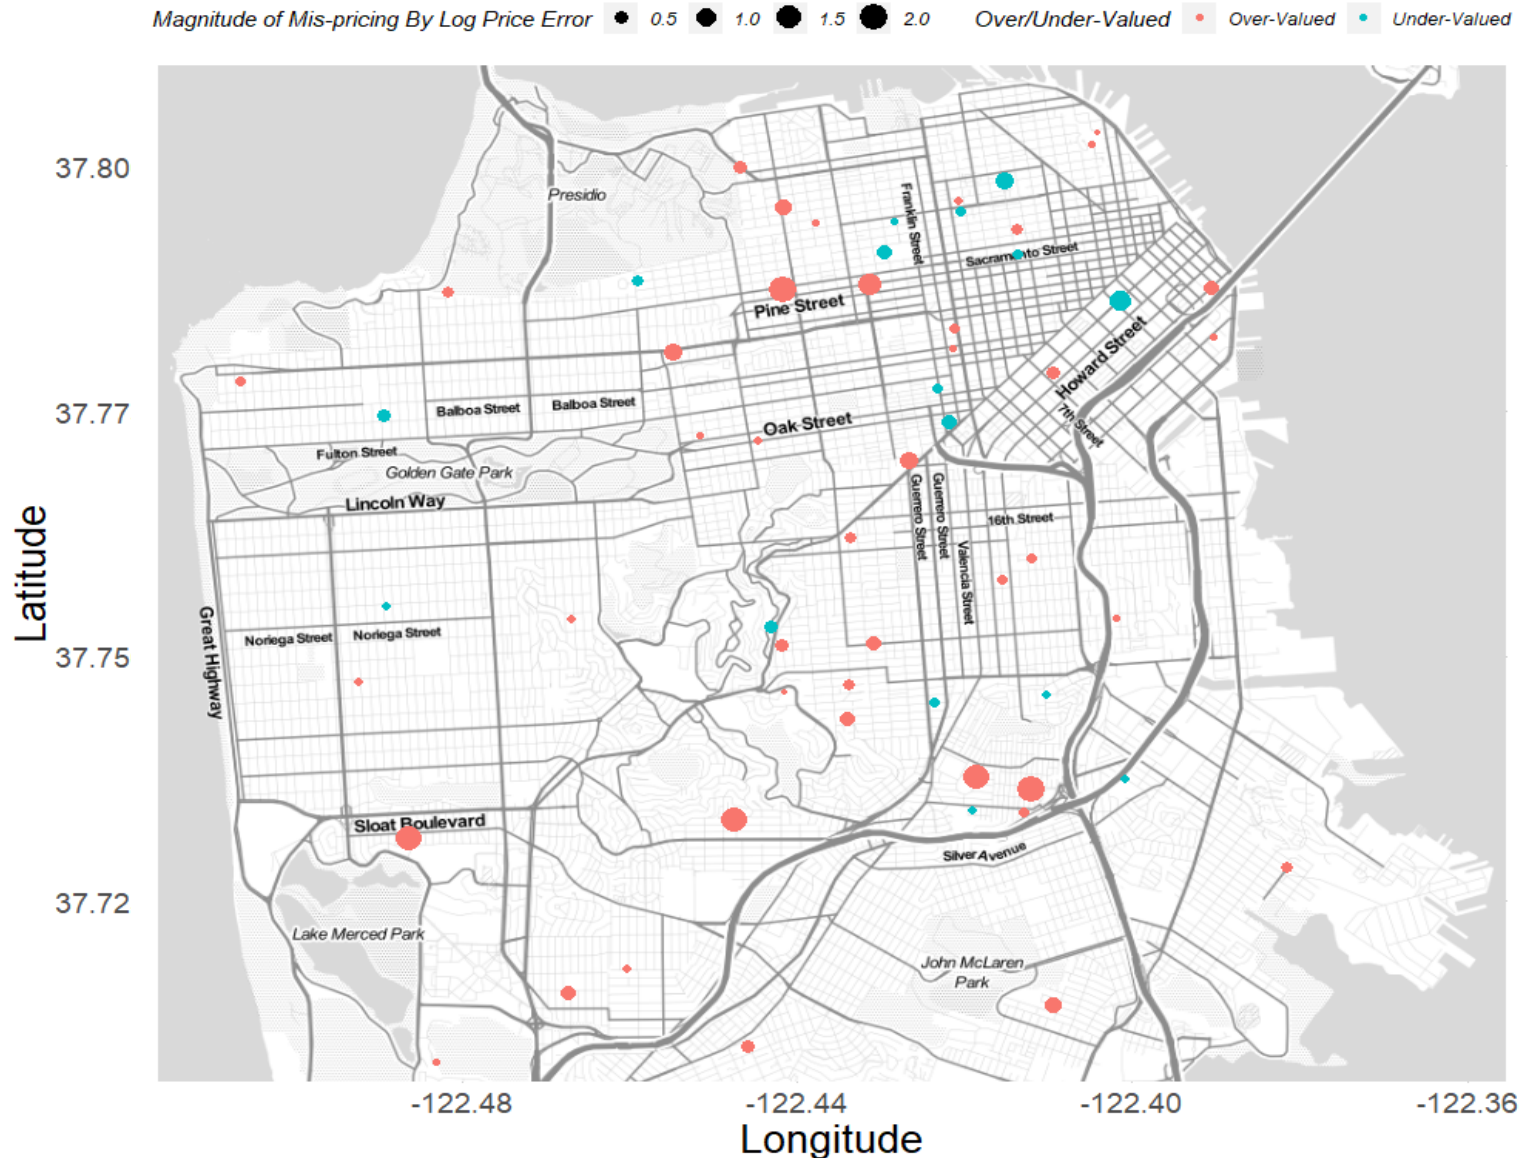 Magnitude of Mis-pricing By Log Price Error 0.5 1.0 1.5 2.0 Over/Under-Valued Over-Valued Under-Valued
37.80
37.77
37.75
37.72
Latitude
Presidio
Franklin Street
Sacramento Street
Pine Street
Howard Street
7th Street
Balboa Street
Balboa Street
Oak Street
Fulton Street
Golden Gate Park
Lincoln Way
Guerrero Street
Guerrero Street
16th Street
Valencia Street
Great Highway
Noriega Street
Noriega Street
Sloat Boulevard
Silver Avenue
Lake Merced Park
John McLaren
Park
-122.48
-122.44
-122.40
-122.36
Longitude